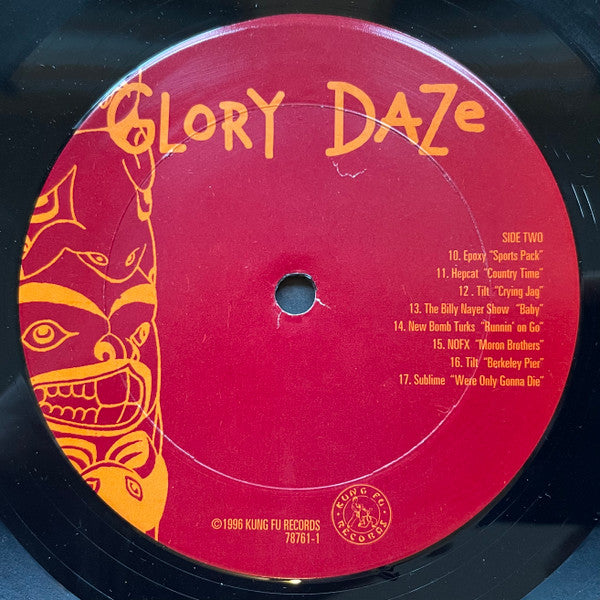 GLORY DAZe
SIDE TWO
10. Epoxy "Sports Pack"
11. Hepcat "Country Time"
12 . Tilt "Crying Jag"
13. The Billy Nayer Show "Baby"
14. New Bomb Turks "Runnin' on Go"
15. NOFX "Moron Brothers"
16. Tilt "Berkeley Pier"
17. Sublime "Were Only Gonna Die"
©1996 KUNG FU RECORDS
78761-1
KUNG FU
RECORDS